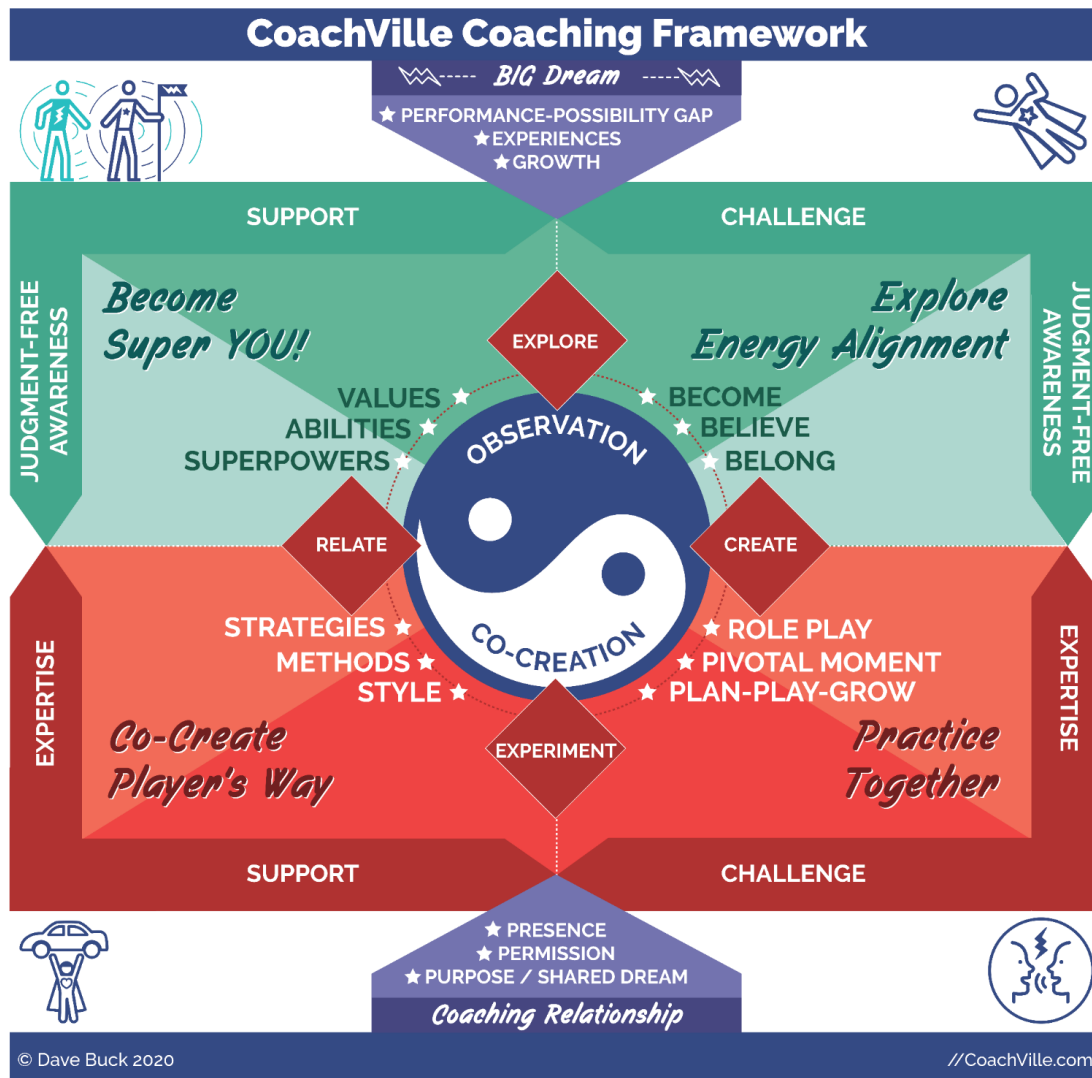 CoachVille Coaching Framework
BIG Dream
PERFORMANCE-POSSIBILITY GAP
EXPERIENCES
GROWTH
SUPPORT
CHALLENGE
JUDGMENT-FREE
AWARENESS
Become
Super YOU!
EXPLORE
Explore
Energy Alignment
JUDGMENT-FREE
AWARENESS
VALUES
ABILITIES
SUPERPOWERS
OBSERVATION
BECOME
BELIEVE
BELONG
RELATE
CREATE
STRATEGIES
METHODS
STYLE
CO-CREATION
ROLE PLAY
PIVOTAL MOMENT
PLAN-PLAY-GROW
EXPERTISE
Co-Create
Player's Way
EXPERIMENT
Practice
Together
EXPERTISE
SUPPORT
CHALLENGE
PRESENCE
PERMISSION
PURPOSE / SHARED DREAM
Coaching Relationship
© Dave Buck 2020
//CoachVille.com